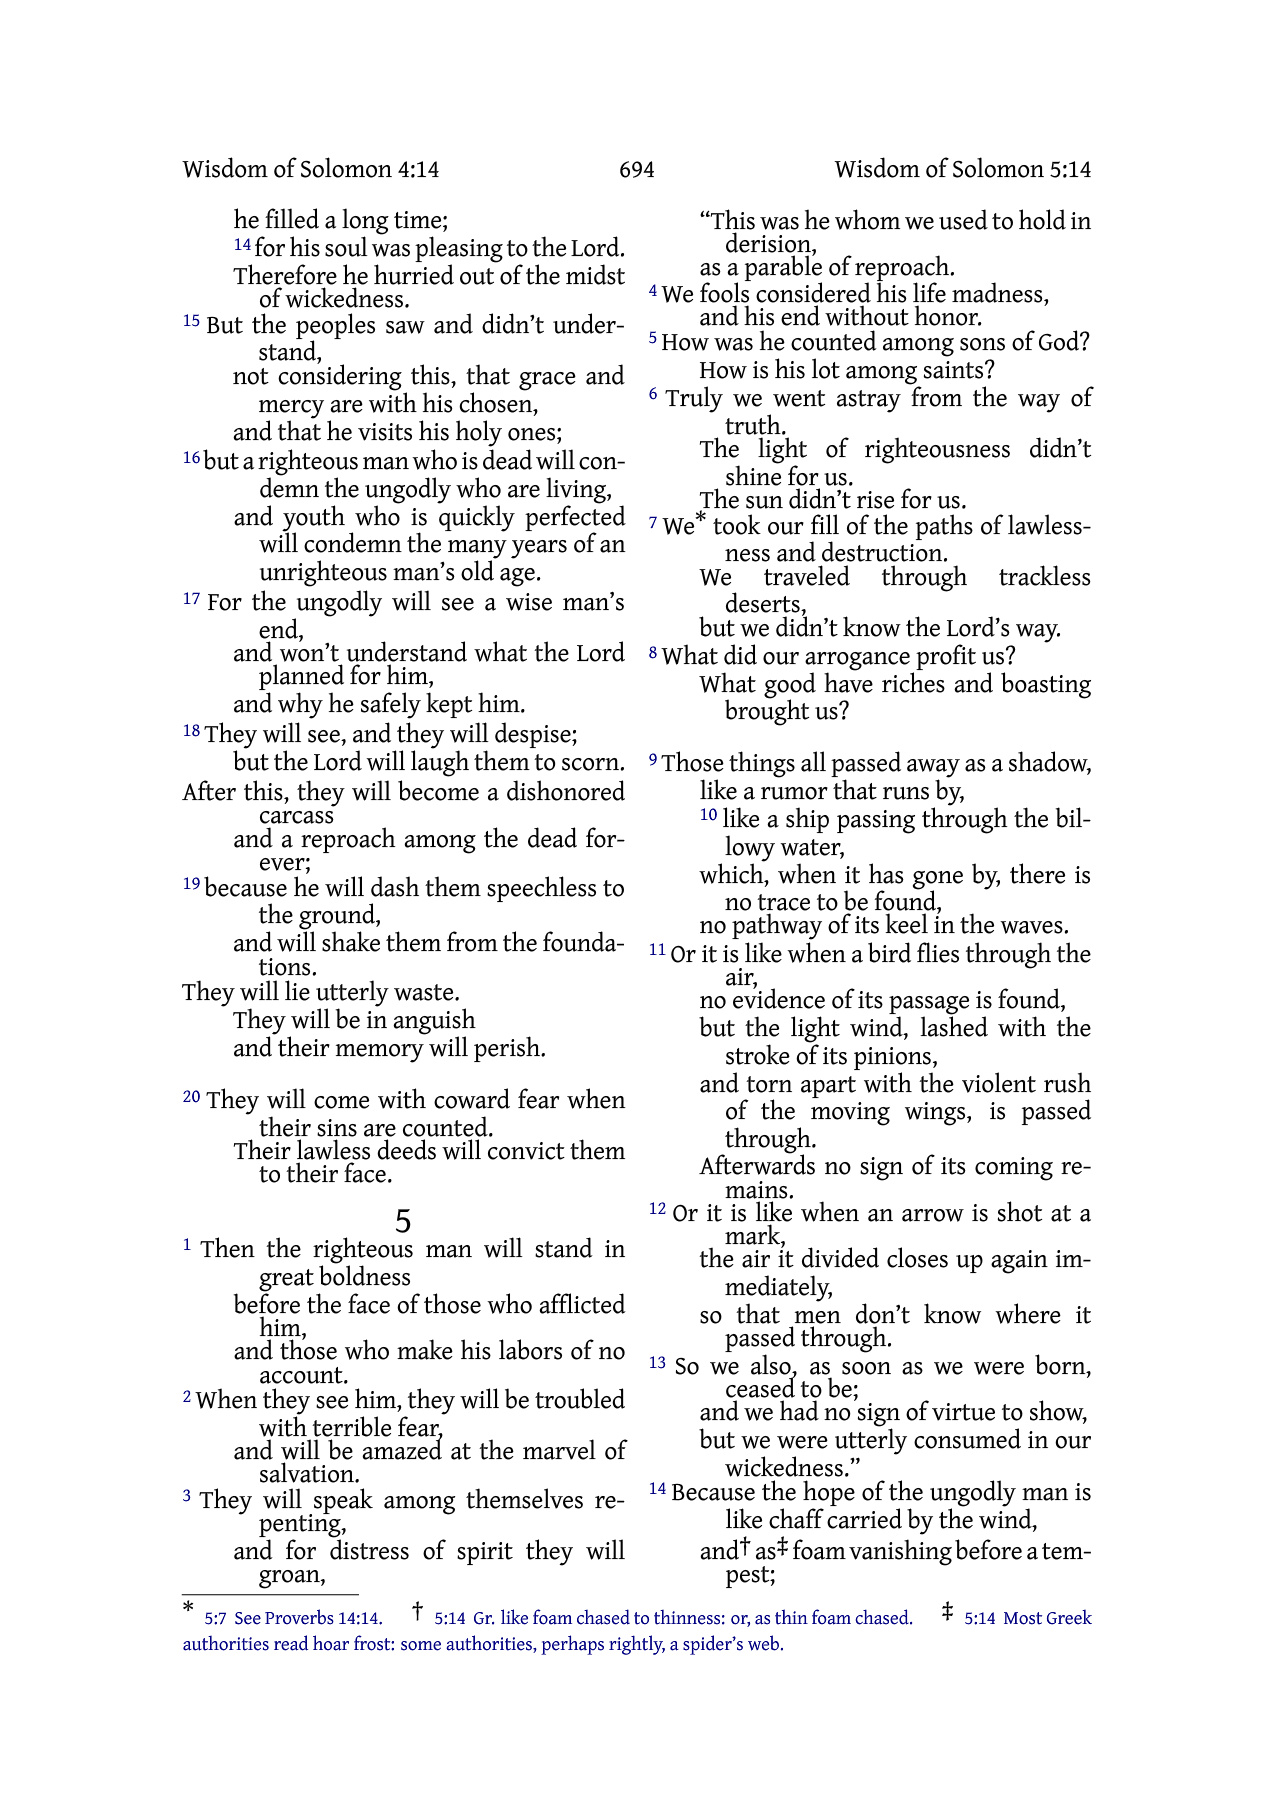 Wisdom of Solomon 4:14 694 Wisdom of Solomon 5:14
he filled a long time;
14 for his soul was pleasing to the Lord.
Therefore he hurried out of the midst
of wickedness.
15 But the peoples saw and didn’t under-
stand,
not considering this, that grace and
mercy are with his chosen,
and that he visits his holy ones;
16 but a righteous man who is dead will con-
demn the ungodly who are living,
and youth who is quickly perfected
will condemn the many years of an
unrighteous man’s old age.
17 For the ungodly will see a wise man’s
end,
and won’t understand what the Lord
planned for him,
and why he safely kept him.
18 They will see, and they will despise;
but the Lord will laugh them to scorn.
After this, they will become a dishonored
carcass
and a reproach among the dead for-
ever;
19 because he will dash them speechless to
the ground,
and will shake them from the founda-
tions.
They will lie utterly waste.
They will be in anguish
and their memory will perish.
20 They will come with coward fear when
their sins are counted.
Their lawless deeds will convict them
to their face.
5
1 Then the righteous man will stand in
great boldness
before the face of those who afflicted
him,
and those who make his labors of no
account.
2 When they see him, they will be troubled
with terrible fear,
and will be amazed at the marvel of
salvation.
3 They will speak among themselves re-
penting,
and for distress of spirit they will
groan,
“This was he whom we used to hold in
derision,
as a parable of reproach.
4 We fools considered his life madness,
and his end without honor.
5 How was he counted among sons of God?
How is his lot among saints?
6 Truly we went astray from the way of
truth.
The light of righteousness didn’t
shine for us.
The sun didn’t rise for us.
7 We* took our fill of the paths of lawless-
ness and destruction.
We traveled through trackless
deserts,
but we didn’t know the Lord’s way.
8 What did our arrogance profit us?
What good have riches and boasting
brought us?
9 Those things all passed away as a shadow,
like a rumor that runs by,
10 like a ship passing through the bil-
lowy water,
which, when it has gone by, there is
no trace to be found,
no pathway of its keel in the waves.
11 Or it is like when a bird flies through the
air,
no evidence of its passage is found,
but the light wind, lashed with the
stroke of its pinions,
and torn apart with the violent rush
of the moving wings, is passed
through.
Afterwards no sign of its coming re-
mains.
12 Or it is like when an arrow is shot at a
mark,
the air it divided closes up again im-
mediately,
so that men don’t know where it
passed through.
13 So we also, as soon as we were born,
ceased to be;
and we had no sign of virtue to show,
but we were utterly consumed in our
wickedness.”
14 Because the hope of the ungodly man is
like chaff carried by the wind,
and† as‡ foam vanishing before a tem-
pest;
* 5:7 See Proverbs 14:14. † 5:14 Gr. like foam chased to thinness: or, as thin foam chased. ‡ 5:14 Most Greek
authorities read hoar frost: some authorities, perhaps rightly, a spider’s web.